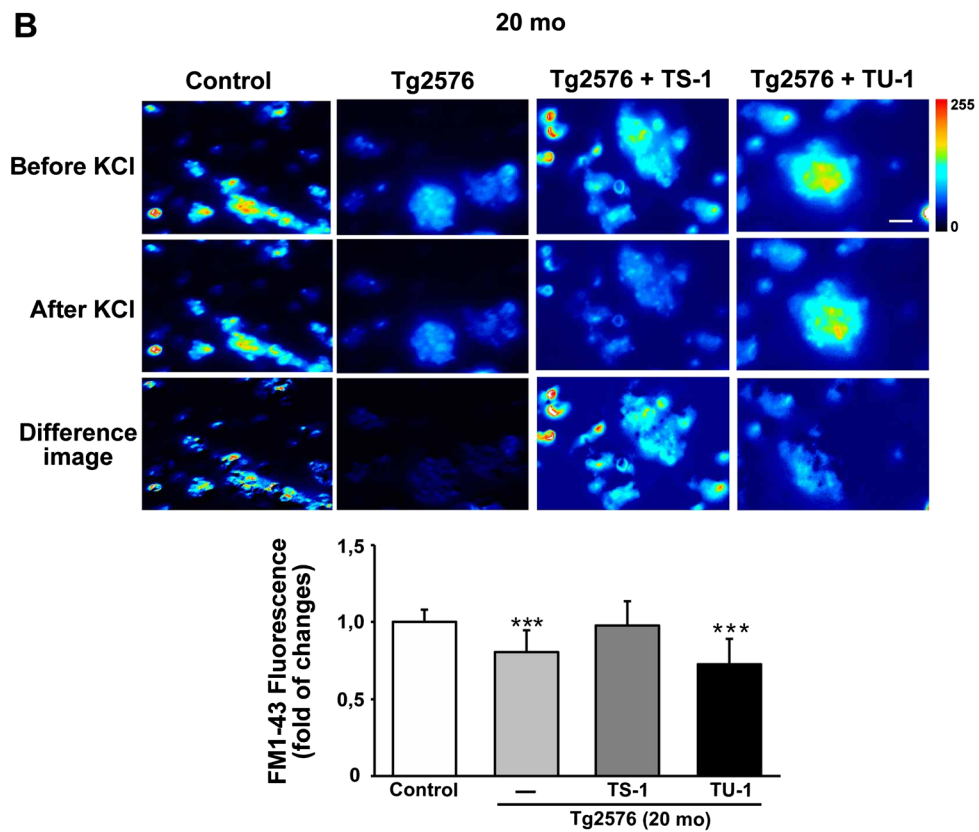 B
20 mo
Control
Tg2576
Tg2576 + TS-1
Tg2576 + TU-1
Before KCl
After KCl
Difference
image
255
0
FM1-43 Fluorescence
(fold of changes)
1,5
1,0
0,5
0
***
***
Control
—
TS-1
TU-1
Tg2576 (20 mo)